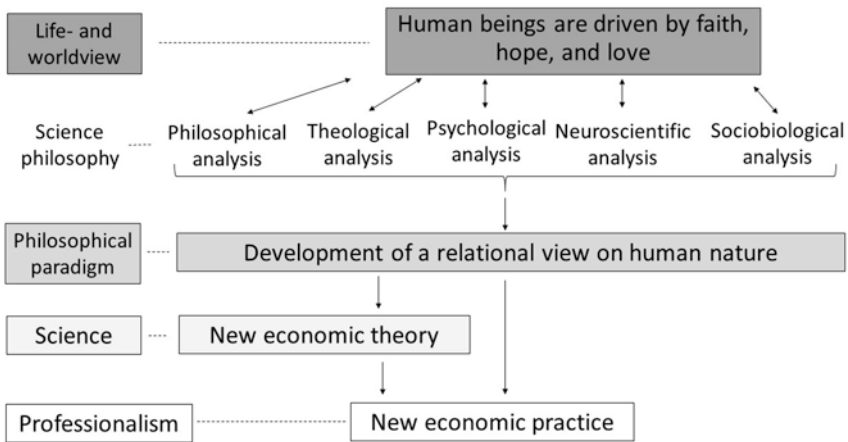 Life- and
worldview
Human beings are driven by faith,
hope, and love
Science
philosophy
Philosophical
analysis
Theological
analysis
Psychological
analysis
Neuroscientific
analysis
Sociobiological
analysis
Philosophical
paradigm
Development of a relational view on human nature
Science
New economic theory
Professionalism
New economic practice